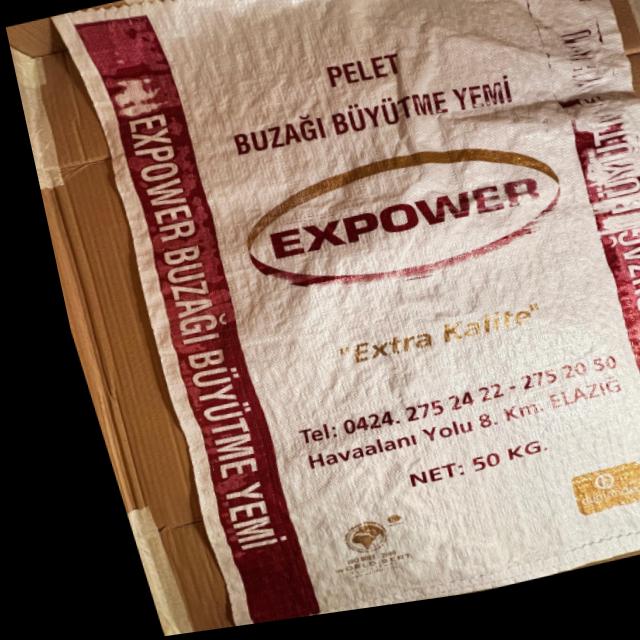 PELET
BUZAĞI BÜYÜTME YEMİ
EXPOWER
"Extra Kalite"
Tel: 0424. 275 24 22 - 275 20 50
Havaalanı Yolu 8. Km. ELAZIĞ
NET: 50 KG.
EXPOWER BUZAĞI BÜYÜTME YEMİ